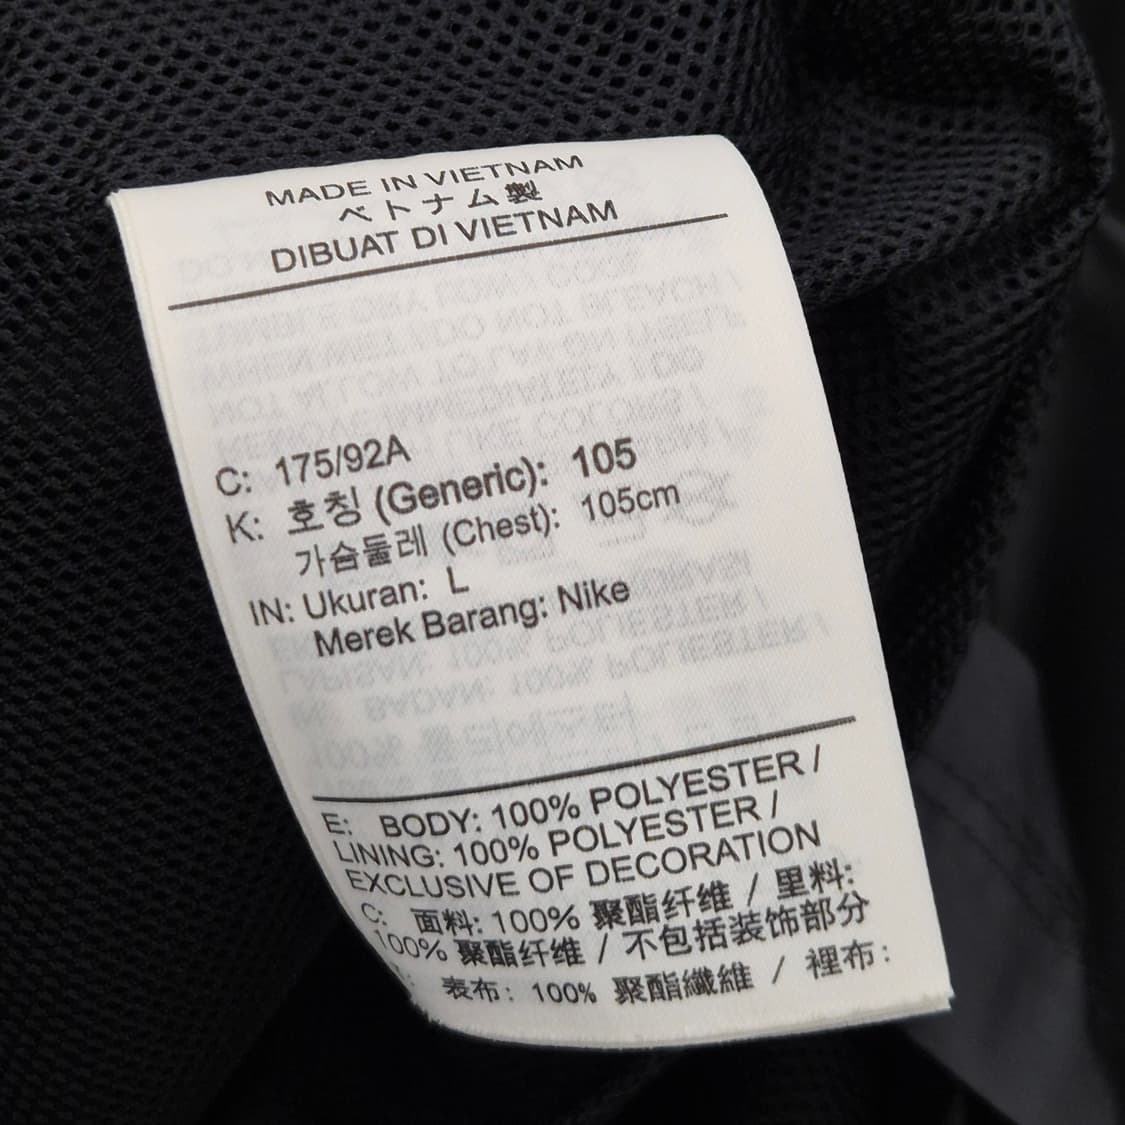 MADE IN VIETNAM
ベトナム製
DIBUAT DI VIETNAM
C: 175/92A
K: 호칭 (Generic): 105
가슴둘레 (Chest): 105cm
IN: Ukuran: L
Merek Barang: Nike
E: BODY: 100% POLYESTER /
LINING: 100% POLYESTER /
EXCLUSIVE OF DECORATION
C: 面料: 100% 聚酯纤维 / 里料:
100% 聚酯纤维 / 不包括装饰部分
表布: 100% 聚酯纖維 / 裡布: